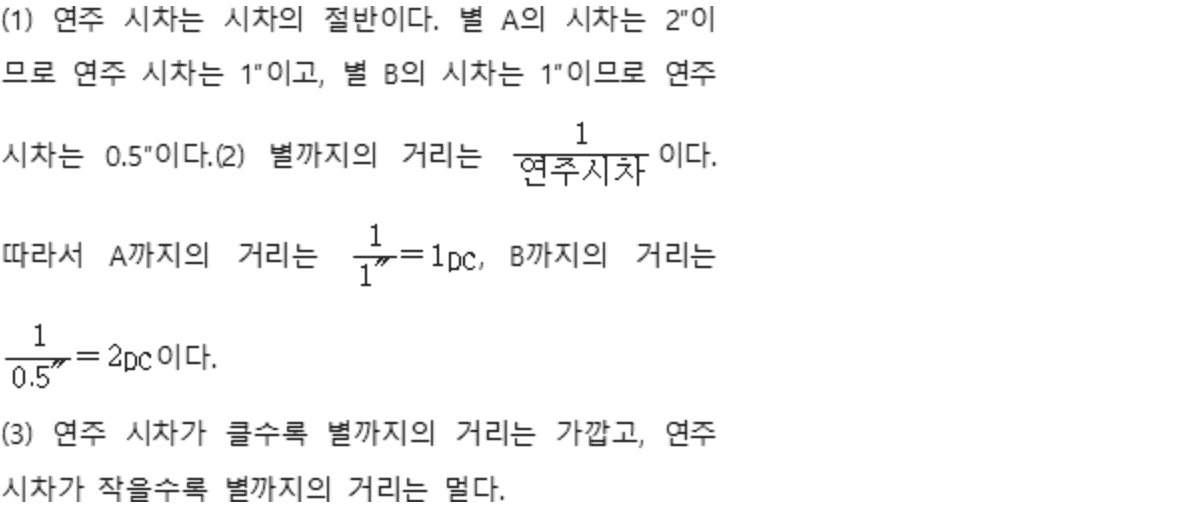 (1) 연주 시차는 시차의 절반이다. 별 A의 시차는 2″이
므로 연주 시차는 1″이고, 별 B의 시차는 1″이므로 연주
시차는 0.5″이다.(2) 별까지의 거리는 1/연주시차 이다.
따라서 A까지의 거리는 1/1″=1pc, B까지의 거리는
1/0.5″=2pc이다.
(3) 연주 시차가 클수록 별까지의 거리는 가깝고, 연주
시차가 작을수록 별까지의 거리는 멀다.